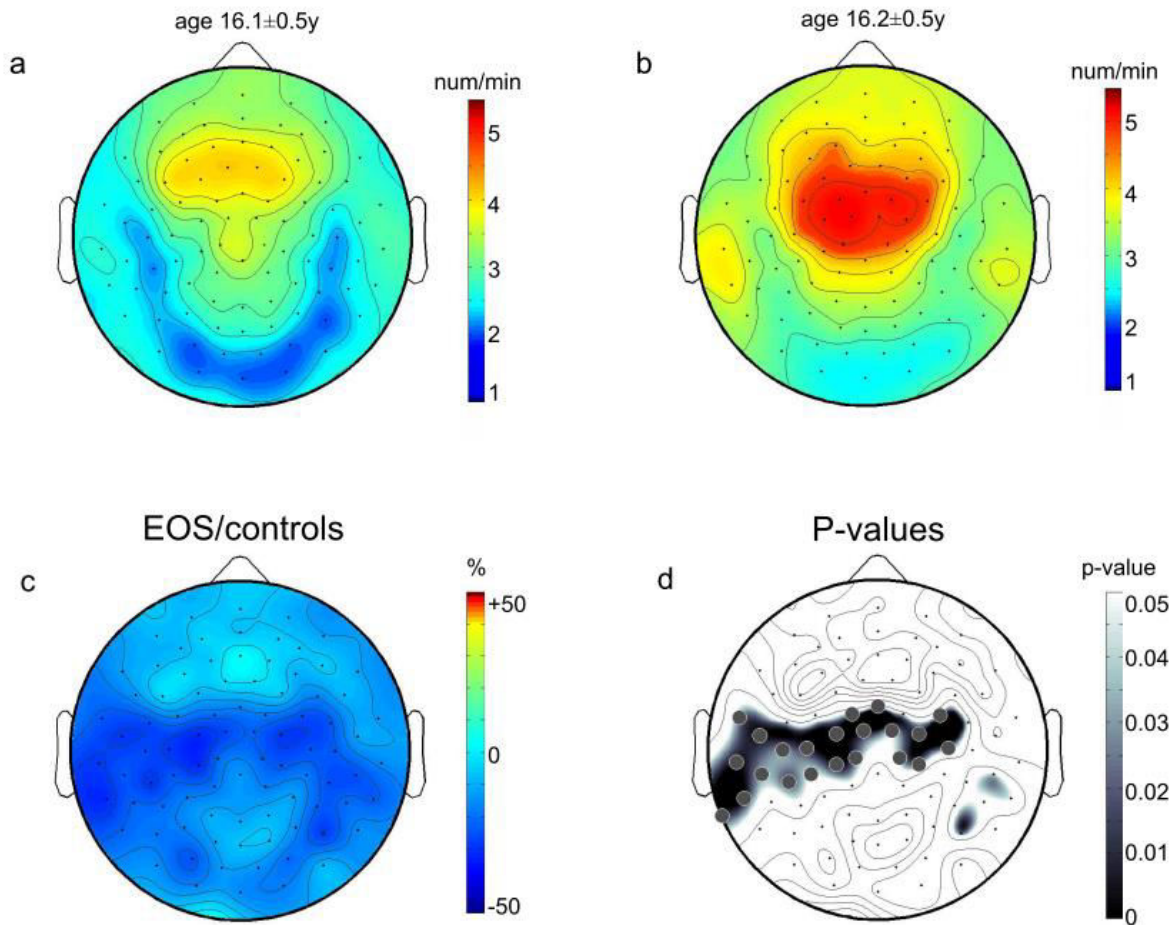 age 16.1±0.5y
age 16.2±0.5y
a
num/min
5
4
3
2
1
b
num/min
5
4
3
2
1
EOS/controls
P-values
c
%
+50
0
-50
d
p-value
0.05
0.04
0.03
0.02
0.01
0